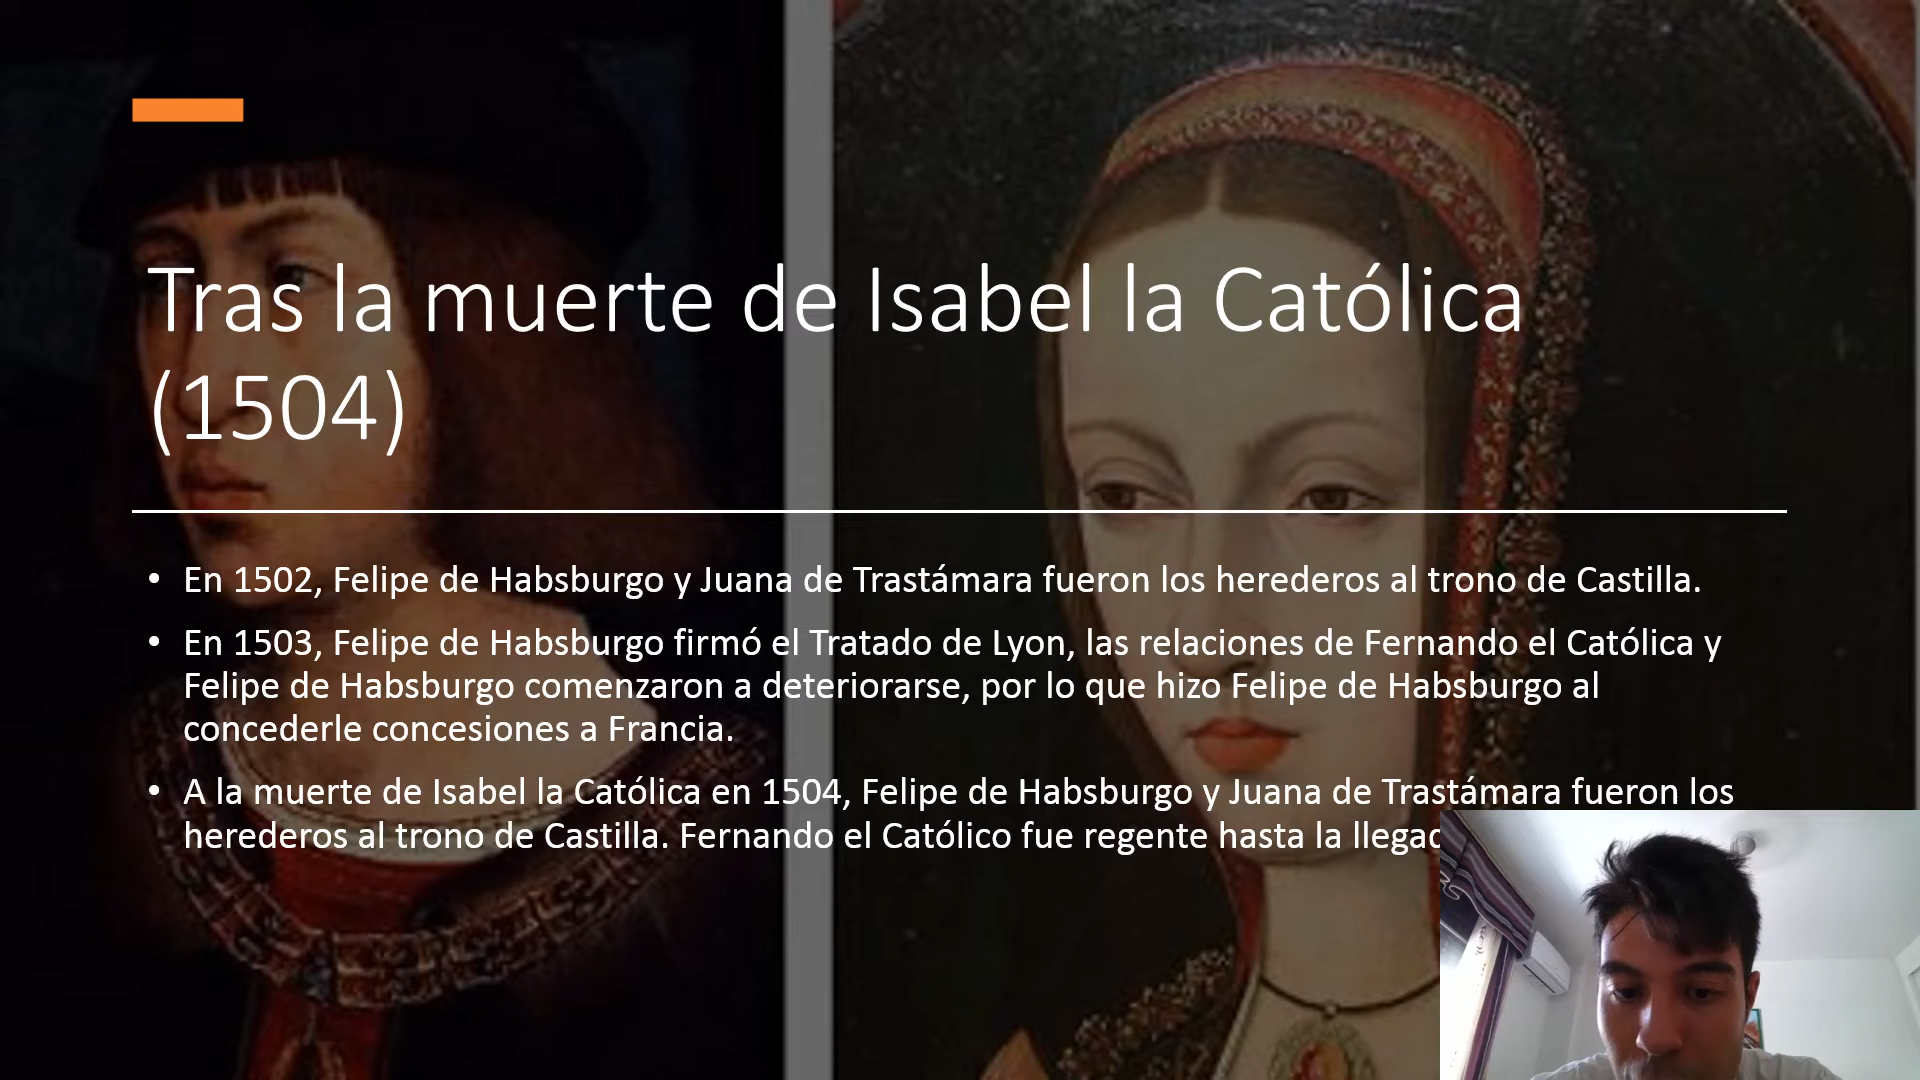 Tras la muerte de Isabel la Católica
(1504)
• En 1502, Felipe de Habsburgo y Juana de Trastámara fueron los herederos al trono de Castilla.
• En 1503, Felipe de Habsburgo firmó el Tratado de Lyon, las relaciones de Fernando el Católica y
Felipe de Habsburgo comenzaron a deteriorarse, por lo que hizo Felipe de Habsburgo al
concederle concesiones a Francia.
• A la muerte de Isabel la Católica en 1504, Felipe de Habsburgo y Juana de Trastámara fueron los
herederos al trono de Castilla. Fernando el Católico fue regente hasta la